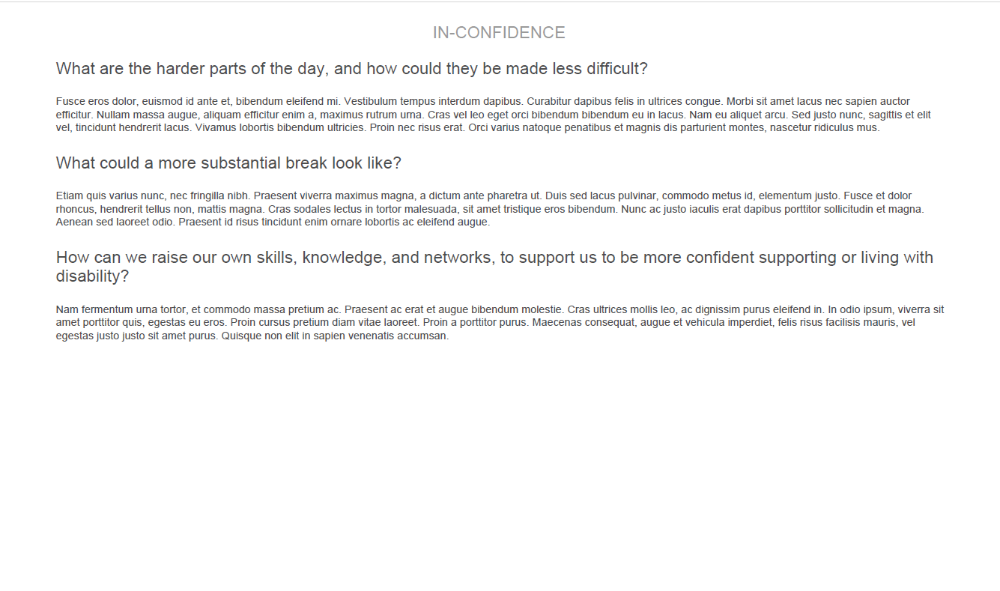 IN-CONFIDENCE
What are the harder parts of the day, and how could they be made less difficult?
Fusce eros dolor, euismod id ante et, bibendum eleifend mi. Vestibulum tempus interdum dapibus. Curabitur dapibus felis in ultrices congue. Morbi sit amet lacus nec sapien auctor
efficitur. Nullam massa augue, aliquam efficitur enim a, maximus rutrum urna. Cras vel leo eget orci bibendum bibendum eu in lacus. Nam eu aliquet arcu. Sed justo nunc, sagittis et elit
vel, tincidunt hendrerit lacus. Vivamus lobortis bibendum ultricies. Proin nec risus erat. Orci varius natoque penatibus et magnis dis parturient montes, nascetur ridiculus mus.
What could a more substantial break look like?
Etiam quis varius nunc, nec fringilla nibh. Praesent viverra maximus magna, a dictum ante pharetra ut. Duis sed lacus pulvinar, commodo metus id, elementum justo. Fusce et dolor
rhoncus, hendrerit tellus non, mattis magna. Cras sodales lectus in tortor malesuada, sit amet tristique eros bibendum. Nunc ac justo iaculis erat dapibus porttitor sollicitudin et magna.
Aenean sed laoreet odio. Praesent id risus tincidunt enim ornare lobortis ac eleifend augue.
How can we raise our own skills, knowledge, and networks, to support us to be more confident supporting or living with
disability?
Nam fermentum urna tortor, et commodo massa pretium ac. Praesent ac erat et augue bibendum molestie. Cras ultrices mollis leo, ac dignissim purus eleifend in. In odio ipsum, viverra sit
amet porttitor quis, egestas eu eros. Proin cursus pretium diam vitae laoreet. Proin a porttitor purus. Maecenas consequat, augue et vehicula imperdiet, felis risus facilisis mauris, vel
egestas justo justo sit amet purus. Quisque non elit in sapien venenatis accumsan.